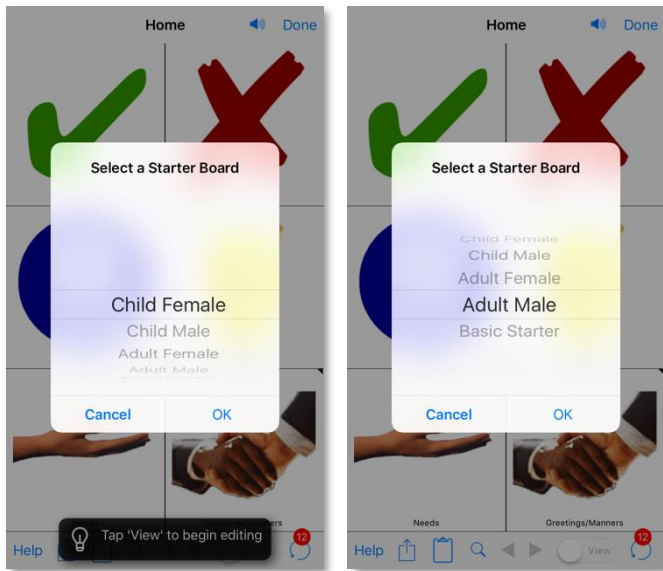 Home
Done
Select a Starter Board
Child Female
Child Male
Adult Female
Adult Male
Cancel
OK
Tap 'View' to begin editing
Help
12
Home
Done
Select a Starter Board
Child Female
Child Male
Adult Female
Adult Male
Basic Starter
Cancel
OK
Needs
Greetings/Manners
Help
View
12